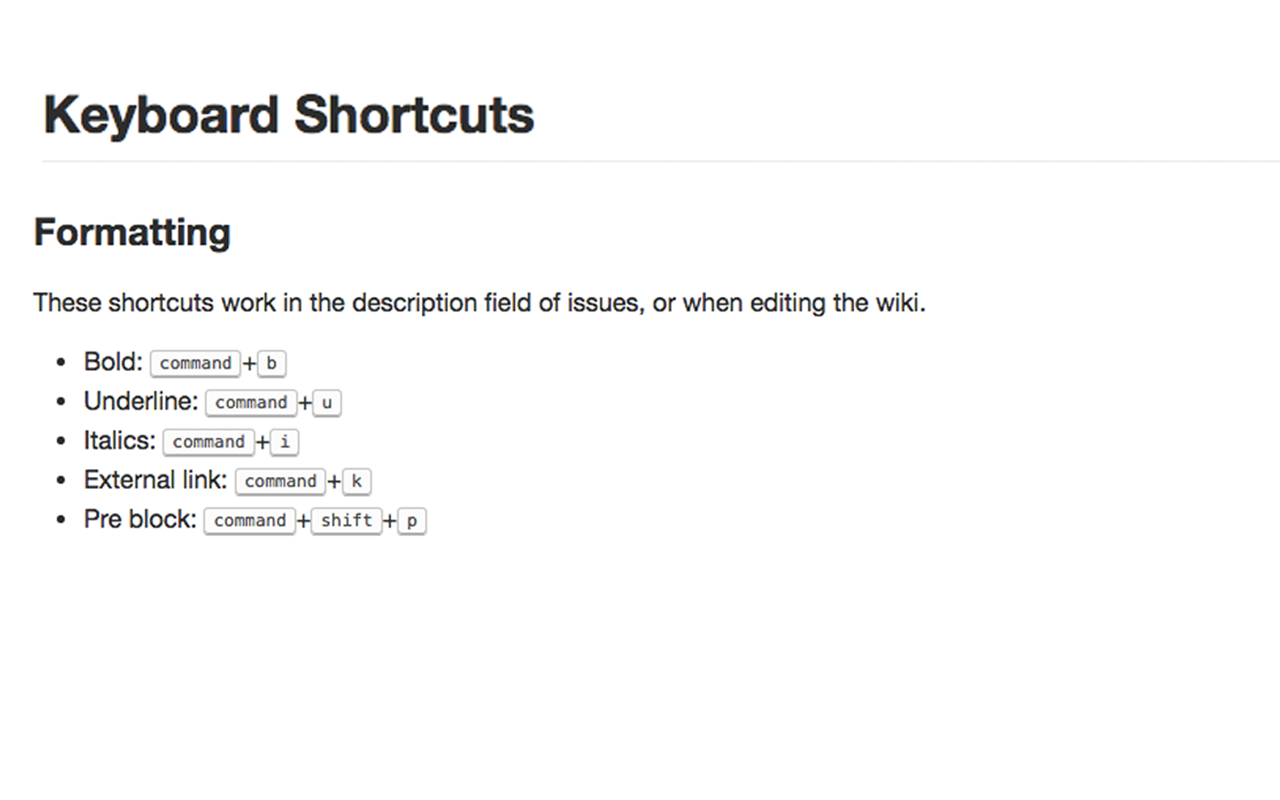 Keyboard Shortcuts
Formatting
These shortcuts work in the description field of issues, or when editing the wiki.
• Bold: command+b
• Underline: command+u
• Italics: command+i
• External link: command+k
• Pre block: command+shift+p